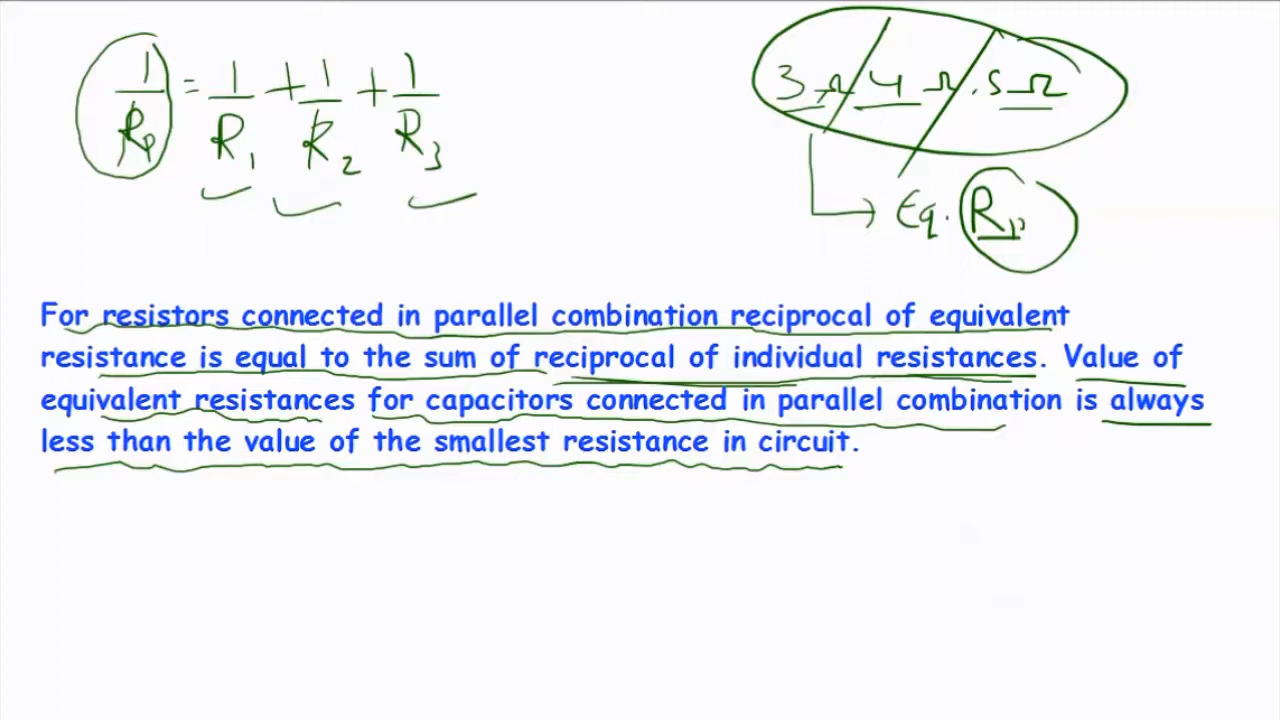 1/Rp = 1/R1 + 1/R2 + 1/R3
3Ω 4Ω .5Ω
Eq. Rp
For resistors connected in parallel combination reciprocal of equivalent
resistance is equal to the sum of reciprocal of individual resistances. Value of
equivalent resistances for capacitors connected in parallel combination is always
less than the value of the smallest resistance in circuit.